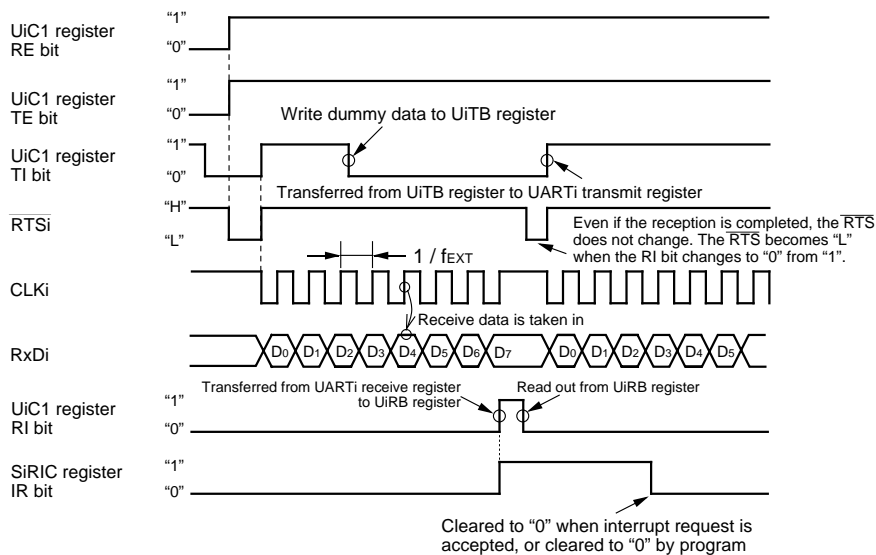 UiC1 register
RE bit
“1”
“0”
UiC1 register
TE bit
“1”
“0”
Write dummy data to UiTB register
UiC1 register
TI bit
“1”
“0”
Transferred from UiTB register to UARTi transmit register
RTSi
“H”
“L”
Even if the reception is completed, the RTS
does not change. The RTS becomes “L”
when the RI bit changes to “0” from “1”.
1 / fEXT
CLKi
Receive data is taken in
RxDi
D0 D1 D2 D3 D4 D5 D6 D7 D0 D1 D2 D3 D4 D5
Transferred from UARTi receive register
to UiRB register
Read out from UiRB register
UiC1 register
RI bit
“1”
“0”
SiRIC register
IR bit
“1”
“0”
Cleared to “0” when interrupt request is
accepted, or cleared to “0” by program